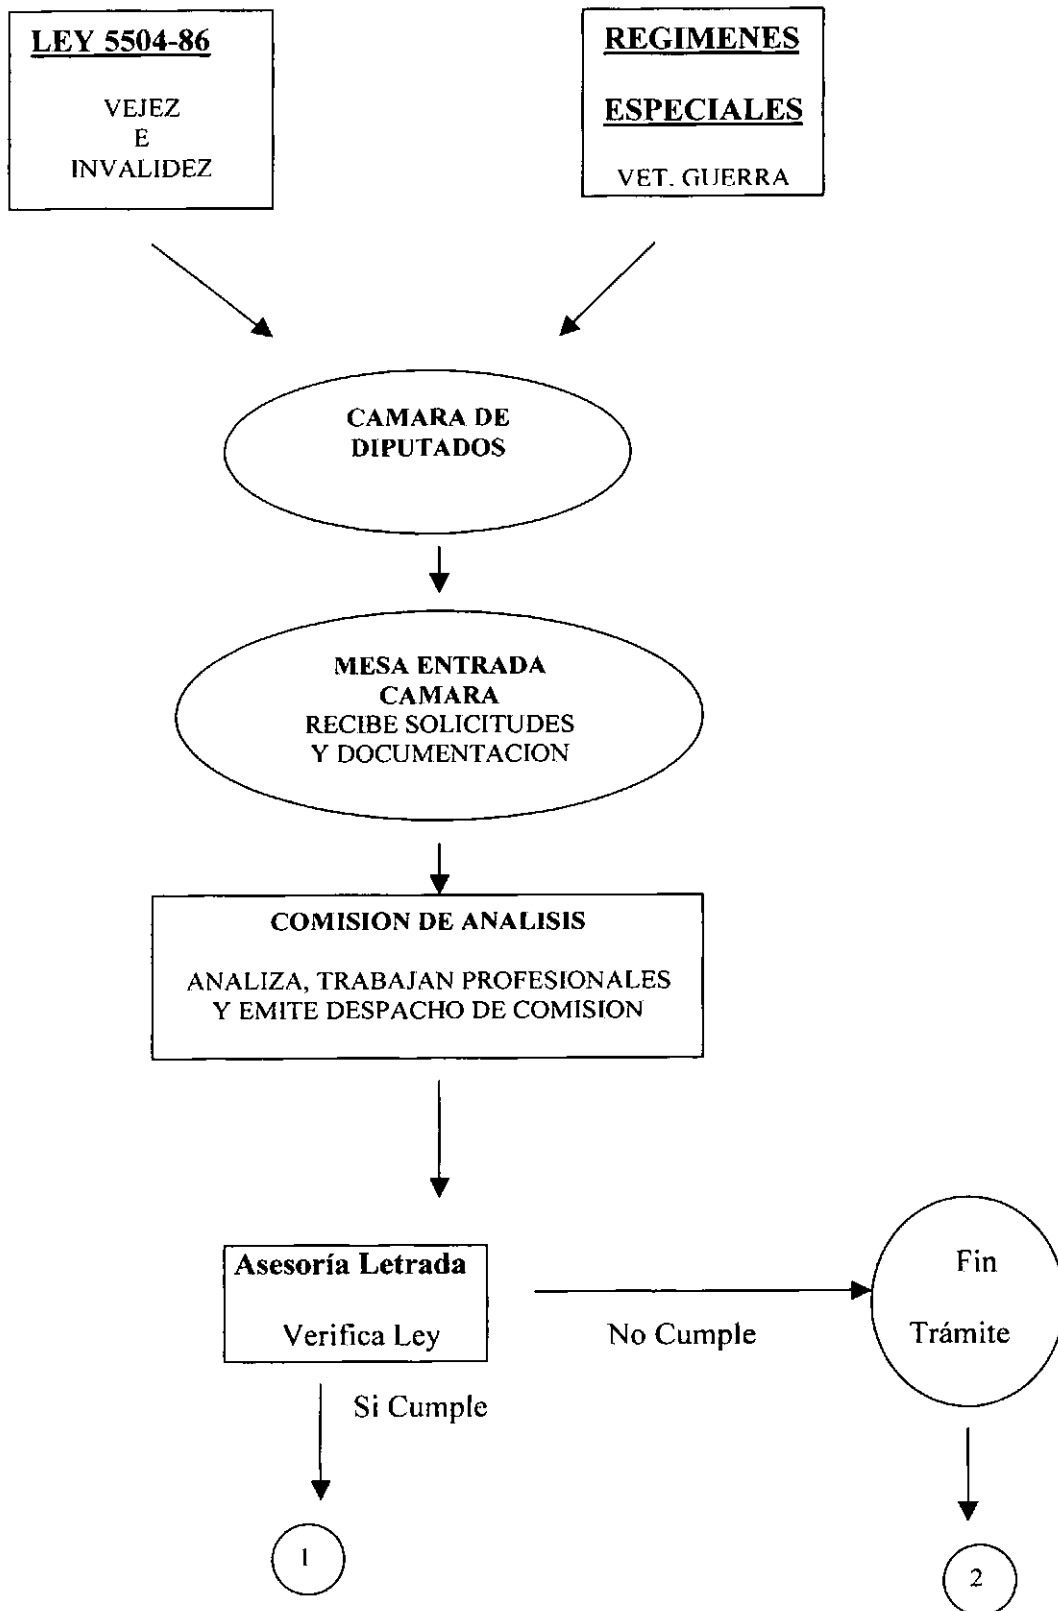 LEY 5504-86
VEJEZ
E
INVALIDEZ
REGIMENES
ESPECIALES
VET. GUERRA
CAMARA DE
DIPUTADOS
MESA ENTRADA
CAMARA
RECIBE SOLICITUDES
Y DOCUMENTACION
COMISION DE ANALISIS
ANALIZA, TRABAJAN PROFESIONALES
Y EMITE DESPACHO DE COMISION
Asesoría Letrada
Verifica Ley
No Cumple
Fin
Trámite
Si Cumple
1
2